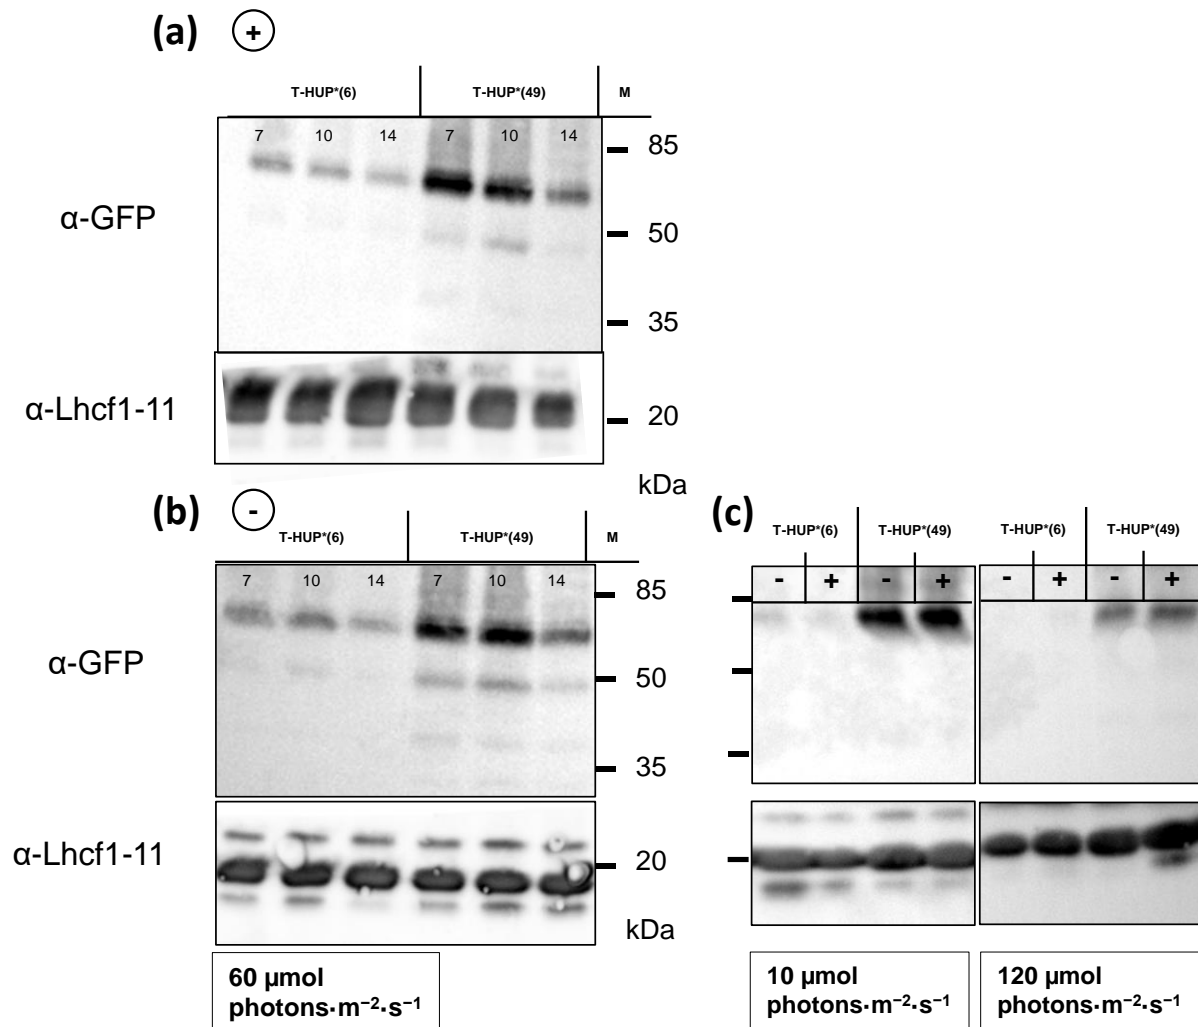 (a) +
T-HUP*(6) T-HUP*(49) M
7 10 14 7 10 14
85
α-GFP
50
35
α-Lhcf1-11
20
kDa
(b) -
T-HUP*(6) T-HUP*(49) M
7 10 14 7 10 14
85
α-GFP
50
35
α-Lhcf1-11
20
kDa
60 µmol
photons·m⁻²·s⁻¹
(c)
T-HUP*(6) T-HUP*(49) T-HUP*(6) T-HUP*(49)
- + - + - + - +
10 µmol
photons·m⁻²·s⁻¹
120 µmol
photons·m⁻²·s⁻¹